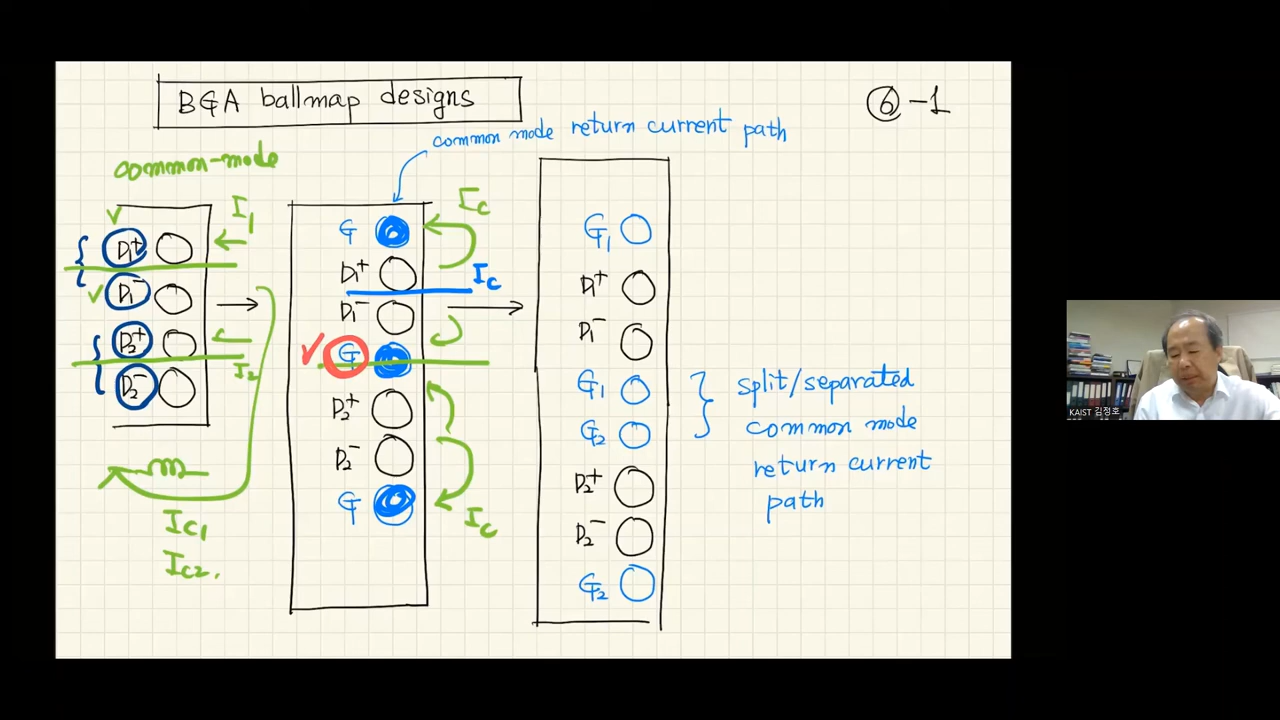 BGA ballmap designs
6-1
common mode return current path
common-mode
I1
D1+
D1-
D2+
I2
D2-
Ic1
Ic2.
Ic
G
D1+
Ic
D1-
G
D2+
D2-
G
Ic
G1
D1+
D1-
G1
G2
D2+
D2-
G2
split/separated
common mode
return current
path
KAIST 김정호